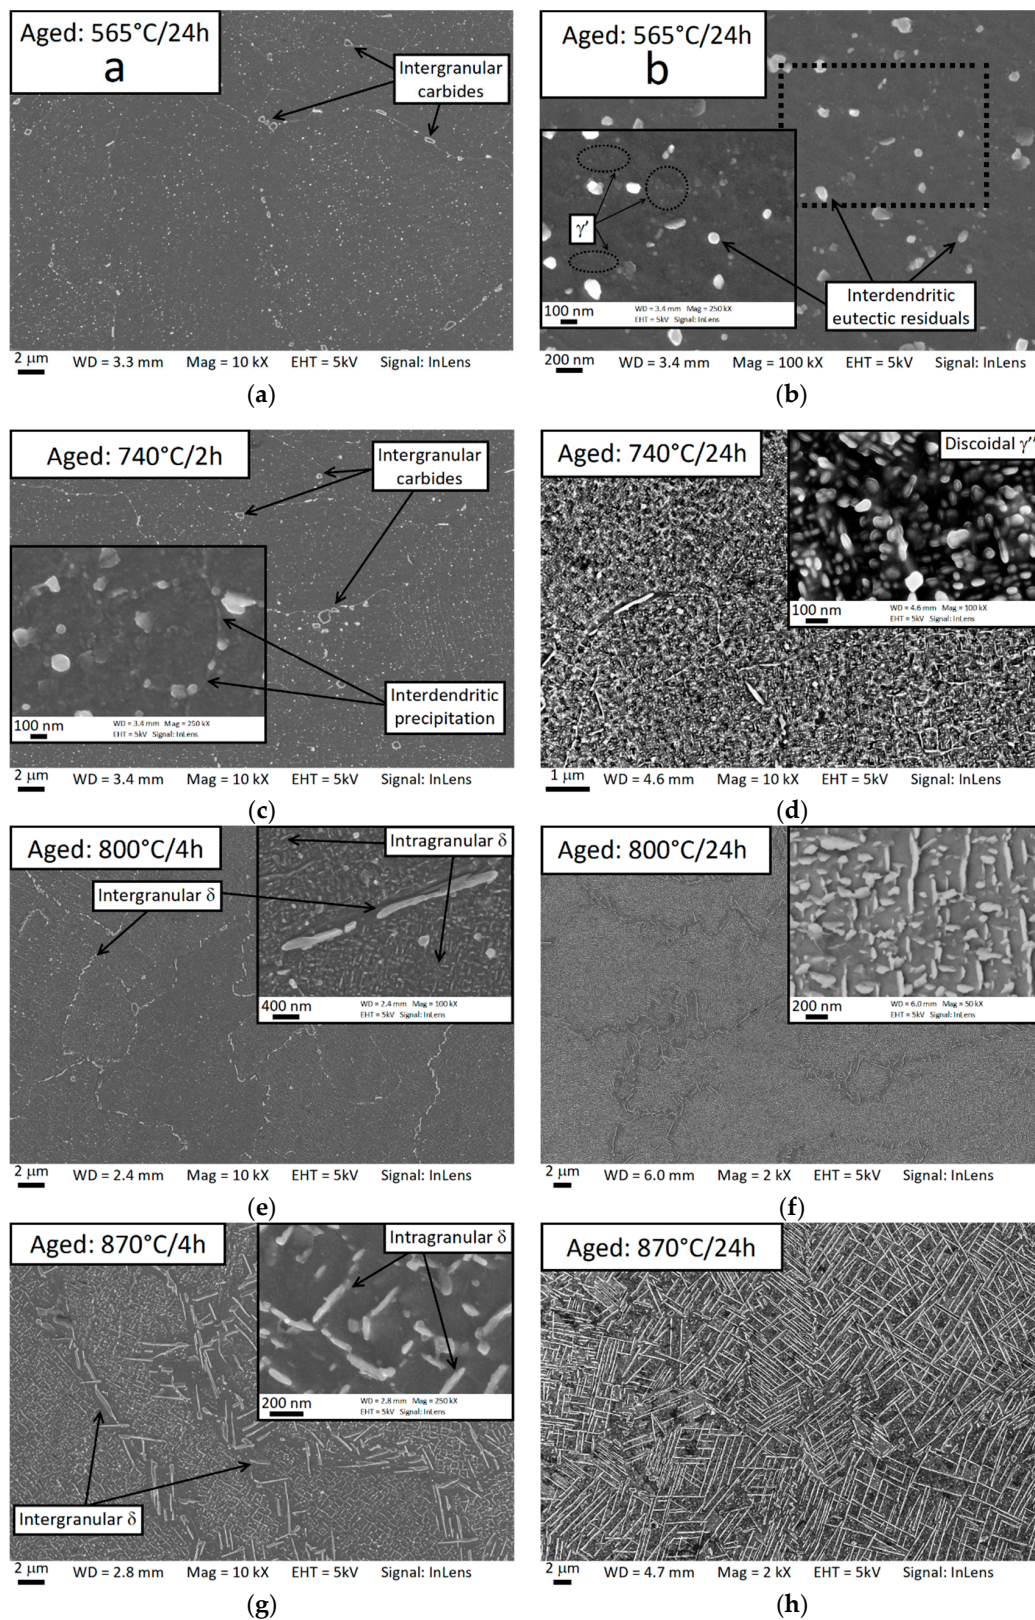 Aged: 565°C/24h
a
Intergranular
carbides
2 μm WD = 3.3 mm Mag = 10 kX EHT = 5kV Signal: InLens
(a)
Aged: 565°C/24h
b
γ'
100 nm WD = 3.4 mm Mag = 250 kX
EHT = 5kV Signal: InLens
Interdendritic
eutectic residuals
200 nm WD = 3.4 mm Mag = 100 kX EHT = 5kV Signal: InLens
(b)
Aged: 740°C/2h
Intergranular
carbides
Interdendritic
precipitation
100 nm WD = 3.4 mm Mag = 250 kX
EHT = 5kV Signal: InLens
2 μm WD = 3.4 mm Mag = 10 kX EHT = 5kV Signal: InLens
(c)
Aged: 740°C/24h
Discoidal γ''
100 nm WD = 4.6 mm Mag = 100 kX
EHT = 5kV Signal: InLens
1 μm WD = 4.6 mm Mag = 10 kX EHT = 5kV Signal: InLens
(d)
Aged: 800°C/4h
Intragranular δ
Intergranular δ
400 nm WD = 2.4 mm Mag = 100 kX
EHT = 5kV Signal: InLens
2 μm WD = 2.4 mm Mag = 10 kX EHT = 5kV Signal: InLens
(e)
Aged: 800°C/24h
200 nm WD = 6.0 mm Mag = 50 kX
EHT = 5kV Signal: InLens
2 μm WD = 6.0 mm Mag = 2 kX EHT = 5kV Signal: InLens
(f)
Aged: 870°C/4h
Intragranular δ
200 nm WD = 2.8 mm Mag = 250 kX
EHT = 5kV Signal: InLens
Intergranular δ
2 μm WD = 2.8 mm Mag = 10 kX EHT = 5kV Signal: InLens
(g)
Aged: 870°C/24h
2 μm WD = 4.7 mm Mag = 2 kX EHT = 5kV Signal: InLens
(h)